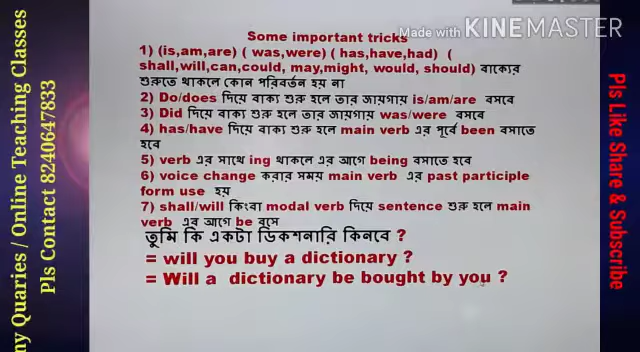 Some important tricks
Made with KINEMASTER
1) (is,am,are) ( was,were) ( has,have,had) (
shall,will,can,could, may,might, would, should) বাক্যের
শুরুতে থাকলে কোন পরিবর্তন হয় না
2) Do/does দিয়ে বাক্য শুরু হলে তার জায়গায় is/am/are বসবে
3) Did দিয়ে বাক্য শুরু হলে তার জায়গায় was/were বসবে
4) has/have দিয়ে বাক্য শুরু হলে main verb এর পূর্বে been বসাতে
হবে
5) verb এর সাথে ing থাকলে এর আগে being বসাতে হবে
6) voice change করার সময় main verb এর past participle
form use হয়
7) shall/will কিংবা modal verb দিয়ে sentence শুরু হলে main
verb এর আগে be বসে
তুমি কি একটা ডিকশনারি কিনবে ?
= will you buy a dictionary ?
= Will a dictionary be bought by you ?
ny Quaries / Online Teaching Classes
Pls Contact 8240647833
Pls Like Share & Subscribe